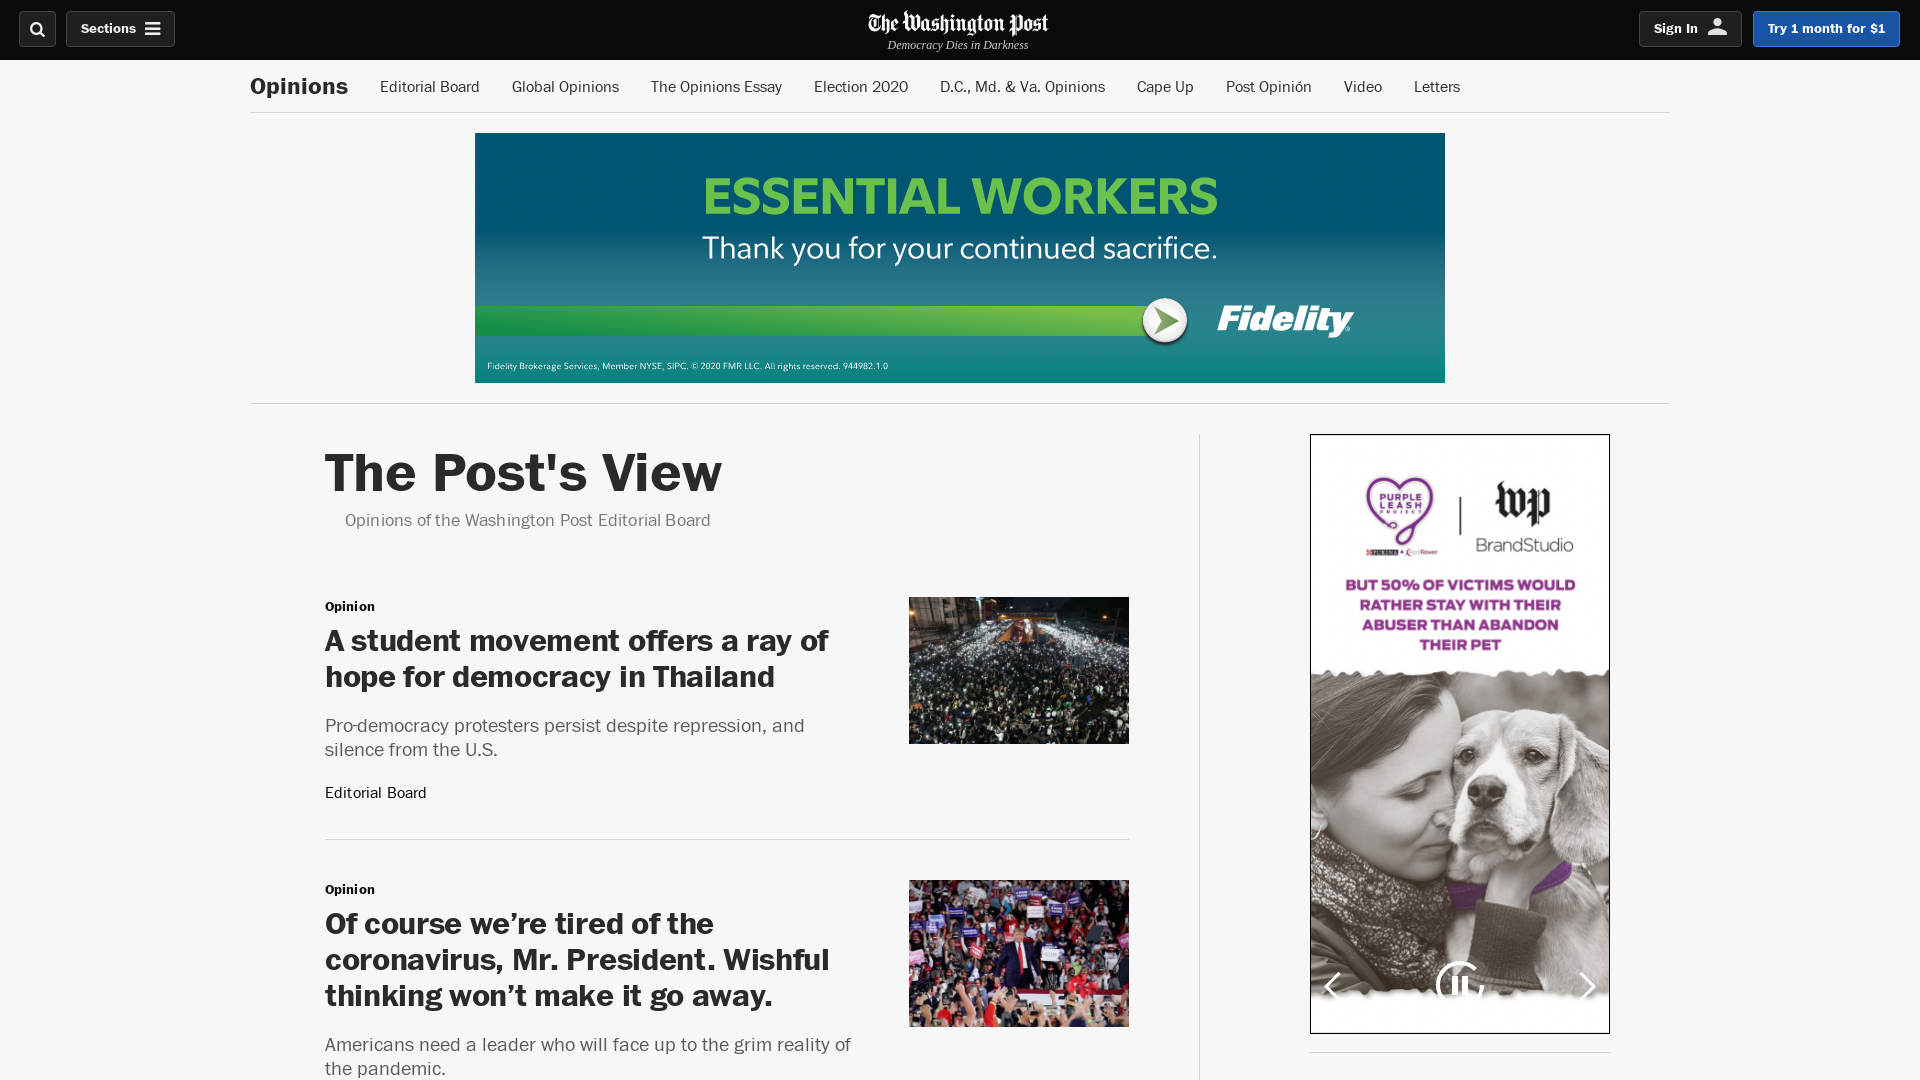 Sections
The Washington Post
Democracy Dies in Darkness
Sign In
Try 1 month for $1
Opinions
Editorial Board
Global Opinions
The Opinions Essay
Election 2020
D.C., Md. & Va. Opinions
Cape Up
Post Opinión
Video
Letters
ESSENTIAL WORKERS
Thank you for your continued sacrifice.
Fidelity
Fidelity Brokerage Services, Member NYSE, SIPC. © 2020 FMR LLC. All rights reserved. 944982.1.0
The Post's View
Opinions of the Washington Post Editorial Board
Opinion
A student movement offers a ray of
hope for democracy in Thailand
Pro-democracy protesters persist despite repression, and
silence from the U.S.
Editorial Board
Opinion
Of course we’re tired of the
coronavirus, Mr. President. Wishful
thinking won’t make it go away.
Americans need a leader who will face up to the grim reality of
the pandemic.
PURPLE
LEASH
PROJECT
PURINA + RedRover
wp
BrandStudio
BUT 50% OF VICTIMS WOULD
RATHER STAY WITH THEIR
ABUSER THAN ABANDON
THEIR PET